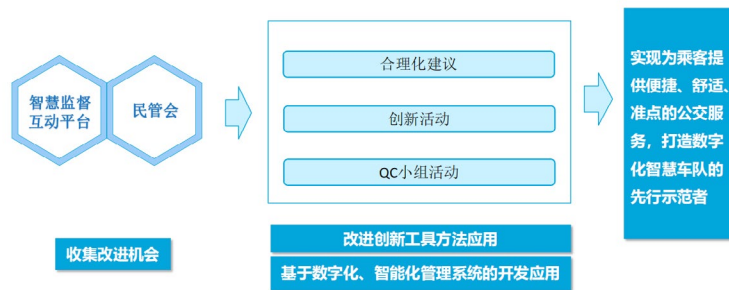 智慧监督
互动平台
民管会
收集改进机会
合理化建议
创新活动
QC小组活动
改进创新工具方法应用
基于数字化、智能化管理系统的开发应用
实现为乘客提
供便捷、舒适、
准点的公交服
务，打造数字
化智慧车队的
先行示范者